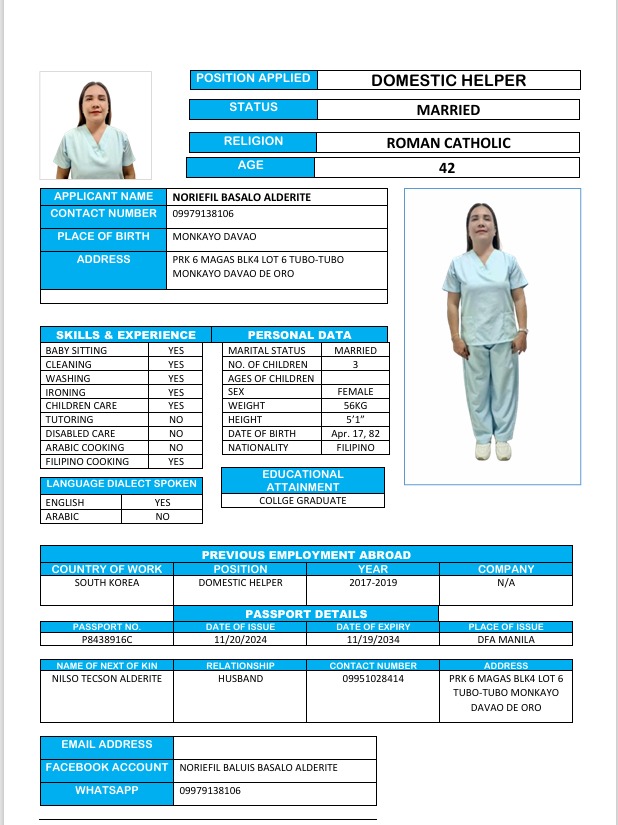 POSITION APPLIED DOMESTIC HELPER
STATUS MARRIED
RELIGION ROMAN CATHOLIC
AGE 42
APPLICANT NAME NORIEFIL BASALO ALDERITE
CONTACT NUMBER 09979138106
PLACE OF BIRTH MONKAYO DAVAO
ADDRESS PRK 6 MAGAS BLK4 LOT 6 TUBO-TUBO
MONKAYO DAVAO DE ORO
SKILLS & EXPERIENCE
BABY SITTING YES
CLEANING YES
WASHING YES
IRONING YES
CHILDREN CARE YES
TUTORING NO
DISABLED CARE NO
ARABIC COOKING NO
FILIPINO COOKING YES
LANGUAGE DIALECT SPOKEN
ENGLISH YES
ARABIC NO
PERSONAL DATA
MARITAL STATUS MARRIED
NO. OF CHILDREN 3
AGES OF CHILDREN
SEX FEMALE
WEIGHT 56KG
HEIGHT 5’1”
DATE OF BIRTH Apr. 17, 82
NATIONALITY FILIPINO
EDUCATIONAL
ATTAINMENT
COLLGE GRADUATE
PREVIOUS EMPLOYMENT ABROAD
COUNTRY OF WORK POSITION YEAR COMPANY
SOUTH KOREA DOMESTIC HELPER 2017-2019 N/A
PASSPORT DETAILS
PASSPORT NO. DATE OF ISSUE DATE OF EXPIRY PLACE OF ISSUE
P8438916C 11/20/2024 11/19/2034 DFA MANILA
NAME OF NEXT OF KIN RELATIONSHIP CONTACT NUMBER ADDRESS
NILSO TECSON ALDERITE HUSBAND 09951028414 PRK 6 MAGAS BLK4 LOT 6
TUBO-TUBO MONKAYO
DAVAO DE ORO
EMAIL ADDRESS
FACEBOOK ACCOUNT NORIEFIL BALUIS BASALO ALDERITE
WHATSAPP 09979138106